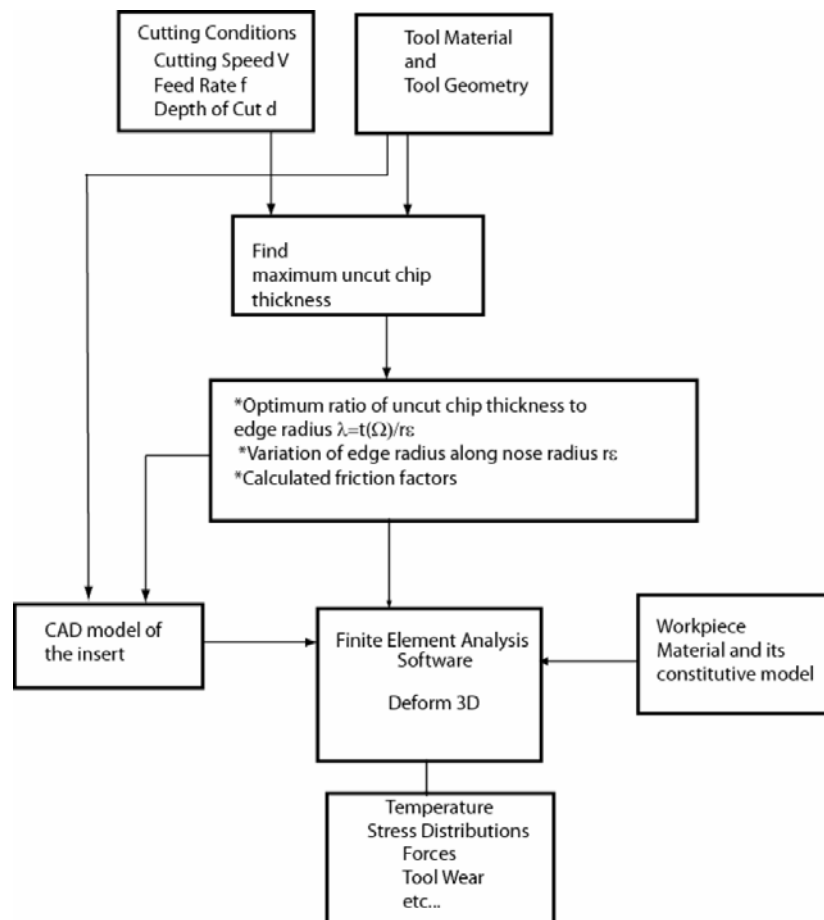 Cutting Conditions
Cutting Speed V
Feed Rate f
Depth of Cut d
Tool Material
and
Tool Geometry
Find
maximum uncut chip
thickness
*Optimum ratio of uncut chip thickness to
edge radius λ=t(Ω)/rε
*Variation of edge radius along nose radius rε
*Calculated friction factors
CAD model of
the insert
Finite Element Analysis
Software
Deform 3D
Workpiece
Material and its
constitutive model
Temperature
Stress Distributions
Forces
Tool Wear
etc...